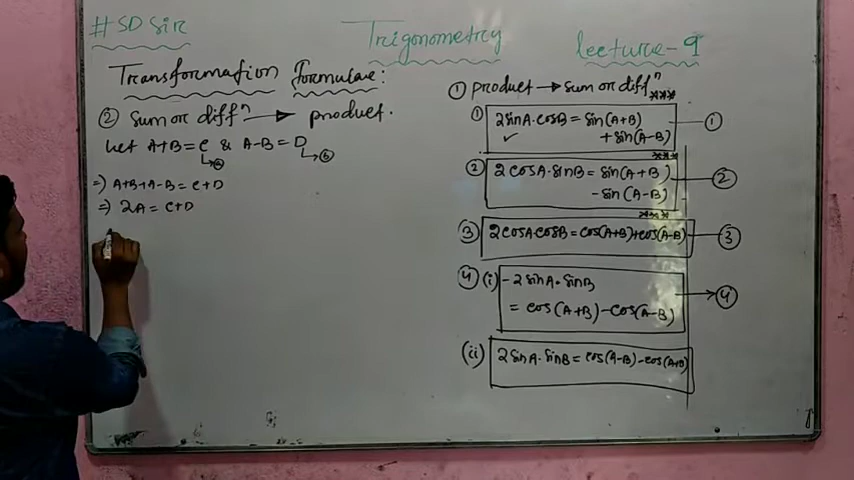 #SD Sir
Trigonometry
lecture-9
Transformation formulae:
② Sum or diffⁿ → product.
Let A+B=C & A-B=D
→ⓐ →ⓑ
⇒ A+B+A-B=C+D
⇒ 2A=C+D
① product → sum or diffⁿ
***
① 2sinA.cosB = sin(A+B) — ①
✓ +sin(A-B)
***
② 2cosA.sinB = sin(A+B) — ②
-sin(A-B)
***
③ 2cosA.cosB = cos(A+B)+cos(A-B) — ③
④ (i) -2sinA.sinB
= cos(A+B)-cos(A-B) → ④
(ii) 2sinA.sinB = cos(A-B)-cos(A+B)